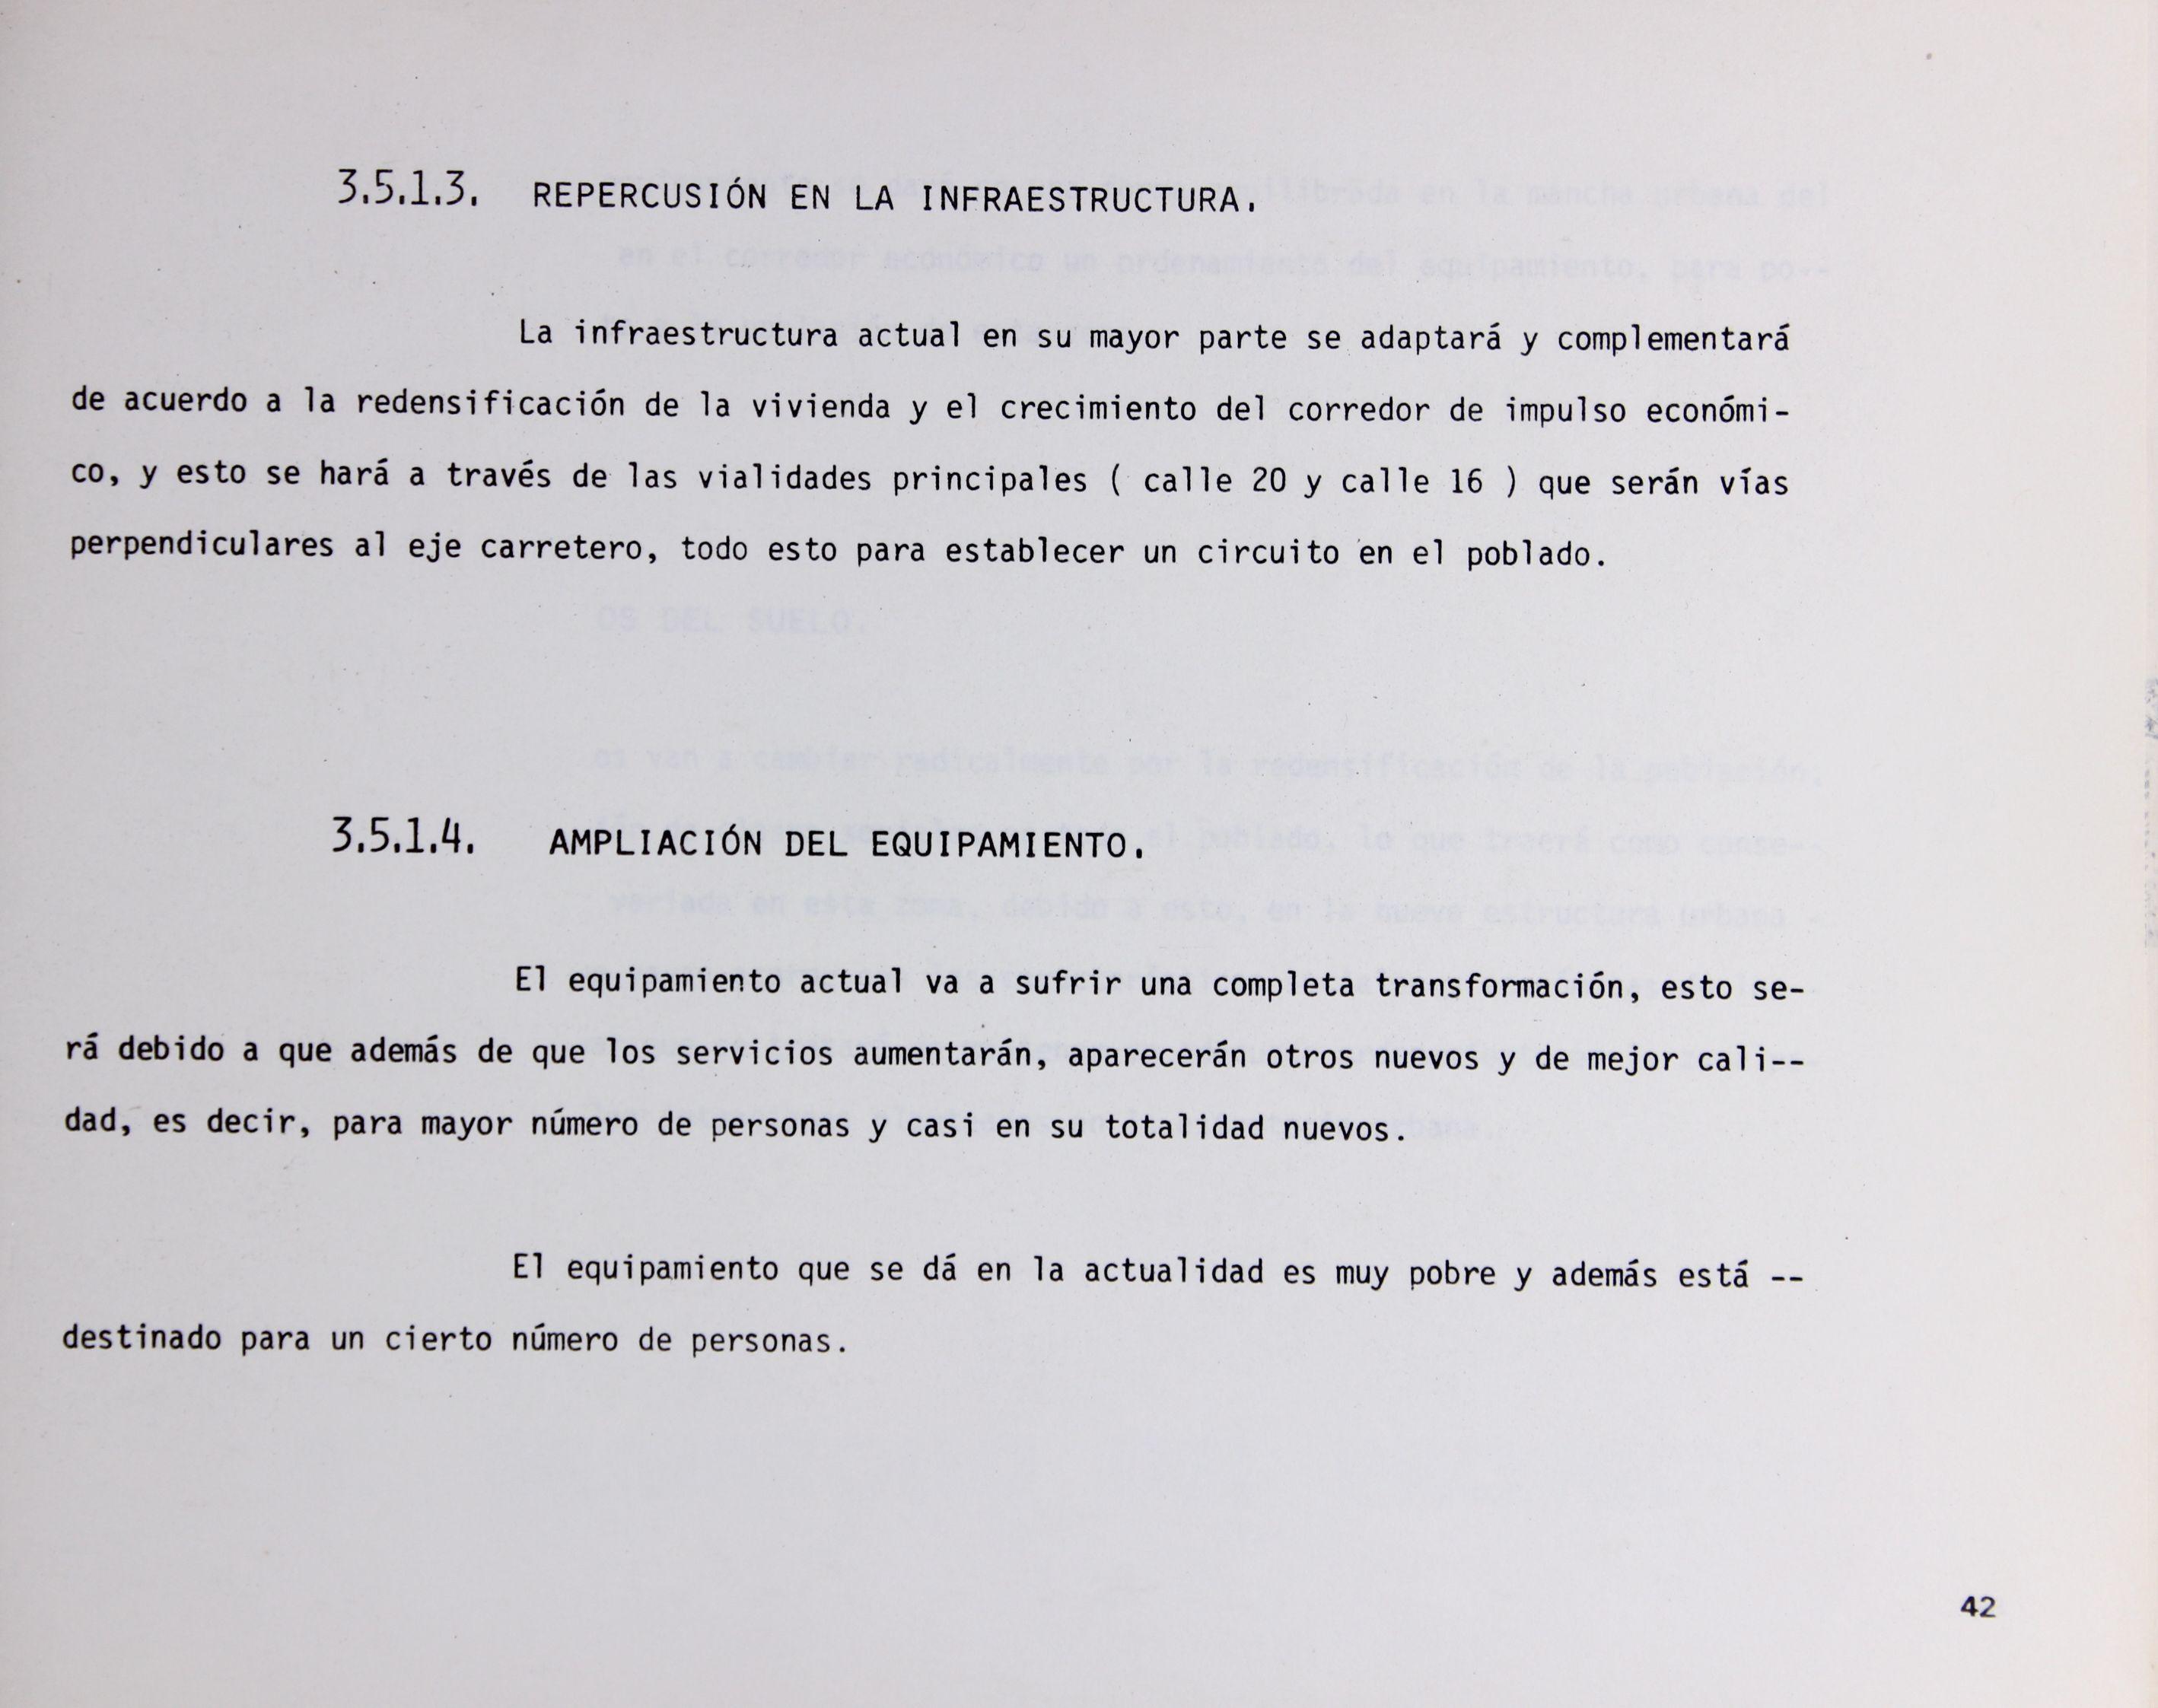 3.5.1.3. REPERCUSIÓN EN LA INFRAESTRUCTURA.
La infraestructura actual en su mayor parte se adaptará y complementará
de acuerdo a la redensificación de la vivienda y el crecimiento del corredor de impulso económi-
co, y esto se hará a través de las vialidades principales ( calle 20 y calle 16 ) que serán vías
perpendiculares al eje carretero, todo esto para establecer un circuito en el poblado.
3.5.1.4. AMPLIACIÓN DEL EQUIPAMIENTO.
El equipamiento actual va a sufrir una completa transformación, esto se-
rá debido a que además de que los servicios aumentarán, aparecerán otros nuevos y de mejor cali--
dad, es decir, para mayor número de personas y casi en su totalidad nuevos.
El equipamiento que se dá en la actualidad es muy pobre y además está --
destinado para un cierto número de personas.
42